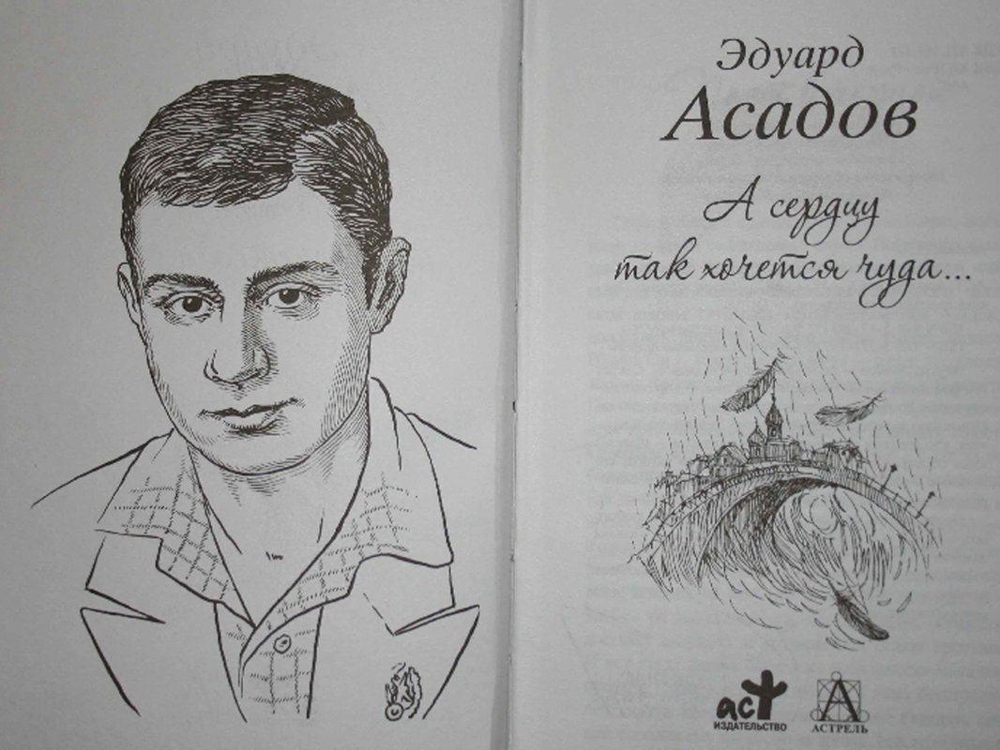 Эдуард
Асадов
А сердцу
так хочется чуда...
аст
ИЗДАТЕЛЬСТВО
А
АСТРЕЛЬ